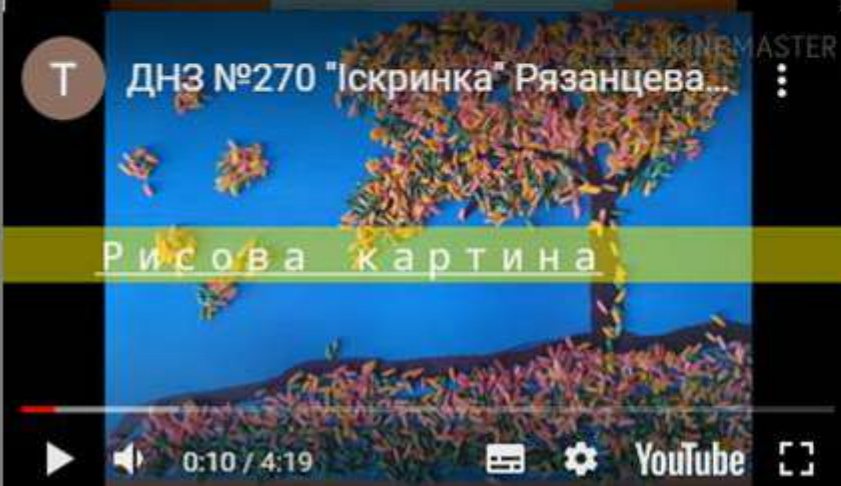 KINEMASTER
Т
ДНЗ №270 "Іскринка" Рязанцева...
Рисова картина
0:10 / 4:19
YouTube